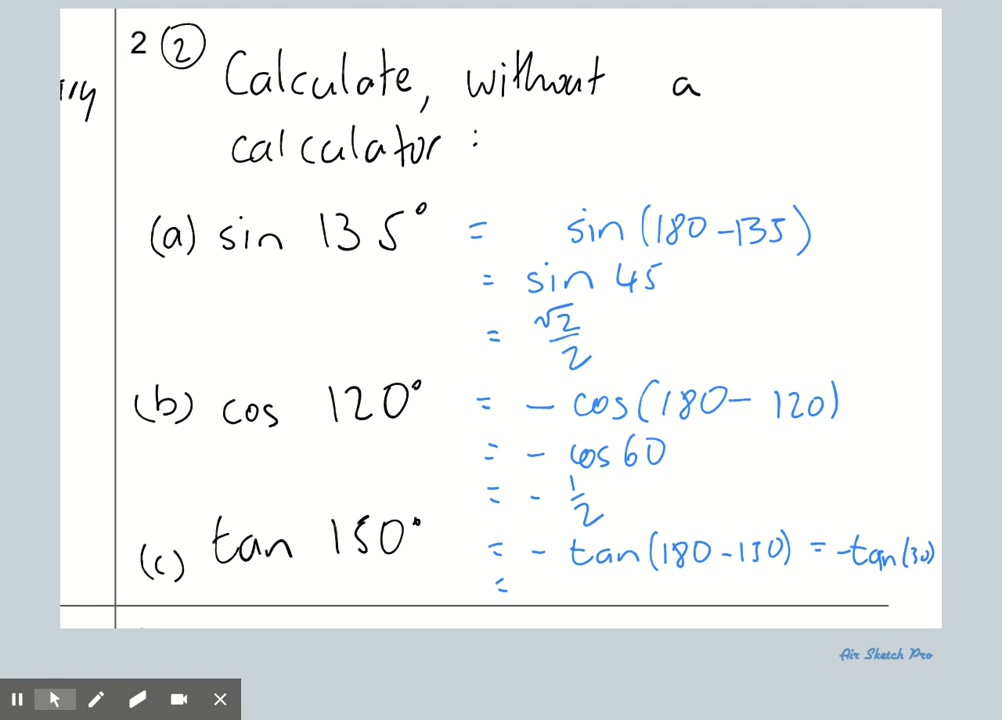 2 ② Calculate, without a
calculator :
(a) sin 135° = sin (180 - 135)
= sin 45
= √2/2
(b) cos 120° = - cos (180 - 120)
= - cos 60
= - 1/2
(c) tan 150° = - tan (180 - 150) = -tan (30)
=
Air Sketch Pro